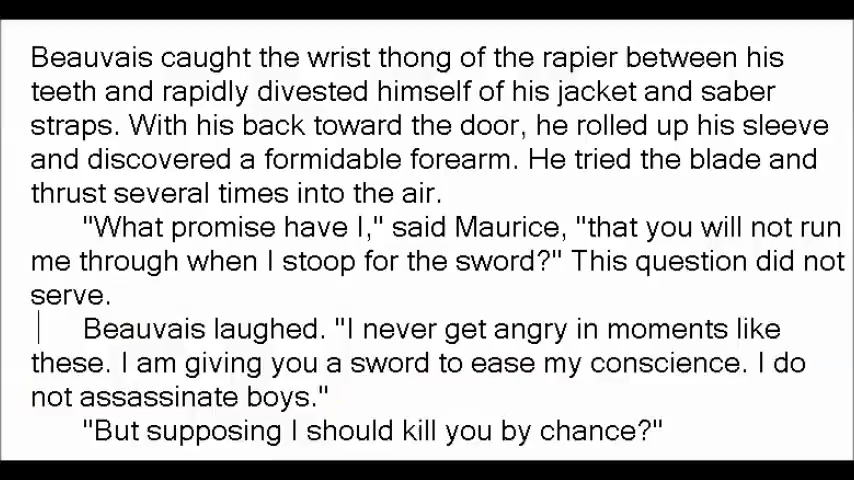 Beauvais caught the wrist thong of the rapier between his
teeth and rapidly divested himself of his jacket and saber
straps. With his back toward the door, he rolled up his sleeve
and discovered a formidable forearm. He tried the blade and
thrust several times into the air.
"What promise have I," said Maurice, "that you will not run
me through when I stoop for the sword?" This question did not
serve.
Beauvais laughed. "I never get angry in moments like
these. I am giving you a sword to ease my conscience. I do
not assassinate boys."
"But supposing I should kill you by chance?"